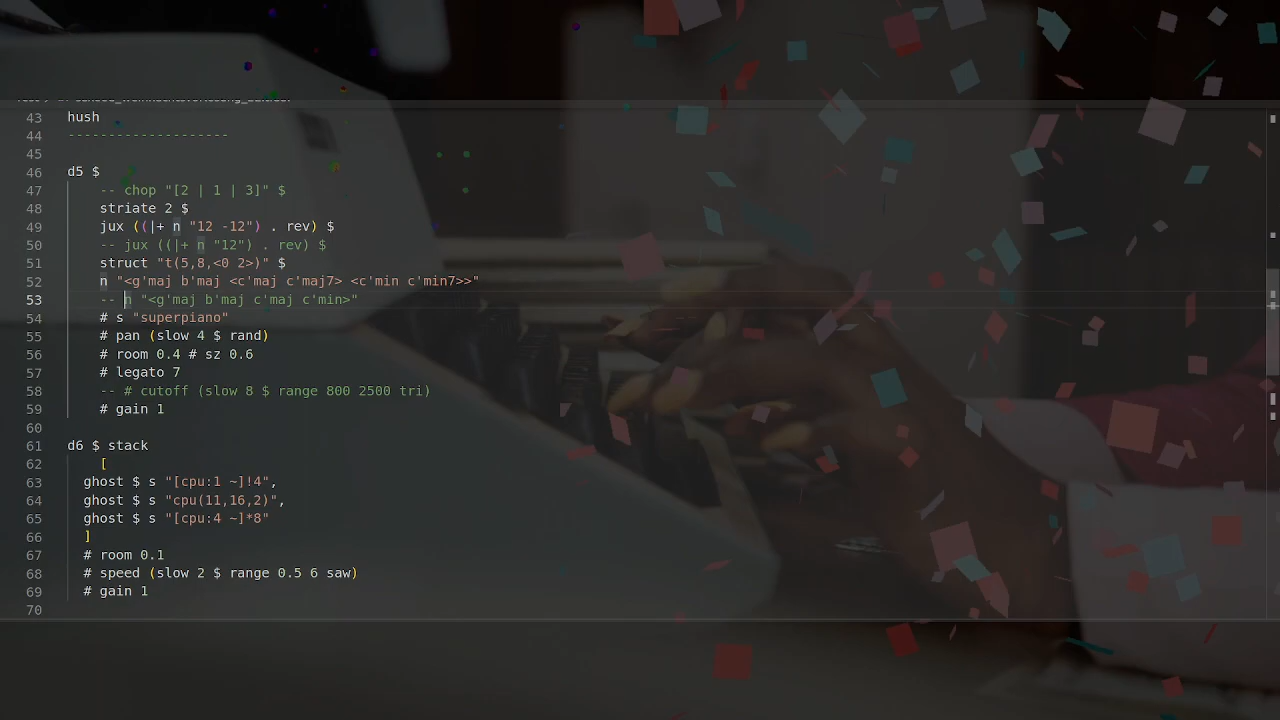 43 hush
44 --------------------
45
46 d5 $
47 -- chop "[2 | 1 | 3]" $
48 striate 2 $
49 jux ((|+ n "12 -12") . rev) $
50 -- jux ((|+ n "12") . rev) $
51 struct "t(5,8,<0 2>)" $
52 n "<g'maj b'maj <c'maj c'maj7> <c'min c'min7>>"
53 -- n "<g'maj b'maj c'maj c'min>"
54 # s "superpiano"
55 # pan (slow 4 $ rand)
56 # room 0.4 # sz 0.6
57 # legato 7
58 -- # cutoff (slow 8 $ range 800 2500 tri)
59 # gain 1
60
61 d6 $ stack
62 [
63 ghost $ s "[cpu:1 ~]!4",
64 ghost $ s "cpu(11,16,2)",
65 ghost $ s "[cpu:4 ~]*8"
66 ]
67 # room 0.1
68 # speed (slow 2 $ range 0.5 6 saw)
69 # gain 1
70